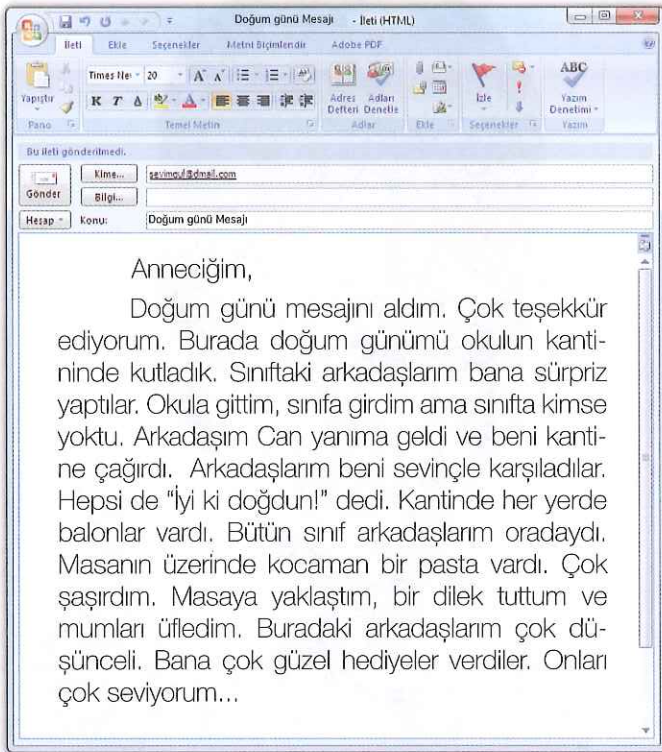 Doğum günü Mesajı - İleti (HTML)
İleti Ekle Seçenekler Metni Biçimlendir Adobe PDF
Times Ne 20
Yapıştır K T A Adres Defteri Adları Denetle İzle ABC Yazım Denetimi
Pano Temel Metin Adlar Ekle Seçenekler Yazım
Bu ileti gönderilmedi.
Gönder
Kime...
Bilgi...
Hesap Konu: Doğum günü Mesajı
Anneciğim,
Doğum günü mesajını aldım. Çok teşekkür
ediyorum. Burada doğum günümü okulun kanti-
ninde kutladık. Sınıftaki arkadaşlarım bana sürpriz
yaptılar. Okula gittim, sınıfa girdim ama sınıfta kimse
yoktu. Arkadaşım Can yanıma geldi ve beni kanti-
ne çağırdı. Arkadaşlarım beni sevinçle karşıladılar.
Hepsi de "İyi ki doğdun!" dedi. Kantinde her yerde
balonlar vardı. Bütün sınıf arkadaşlarım oradaydı.
Masanın üzerinde kocaman bir pasta vardı. Çok
şaşırdım. Masaya yaklaştım, bir dilek tuttum ve
mumları üfledim. Buradaki arkadaşlarım çok dü-
şünceli. Bana çok güzel hediyeler verdiler. Onları
çok seviyorum...